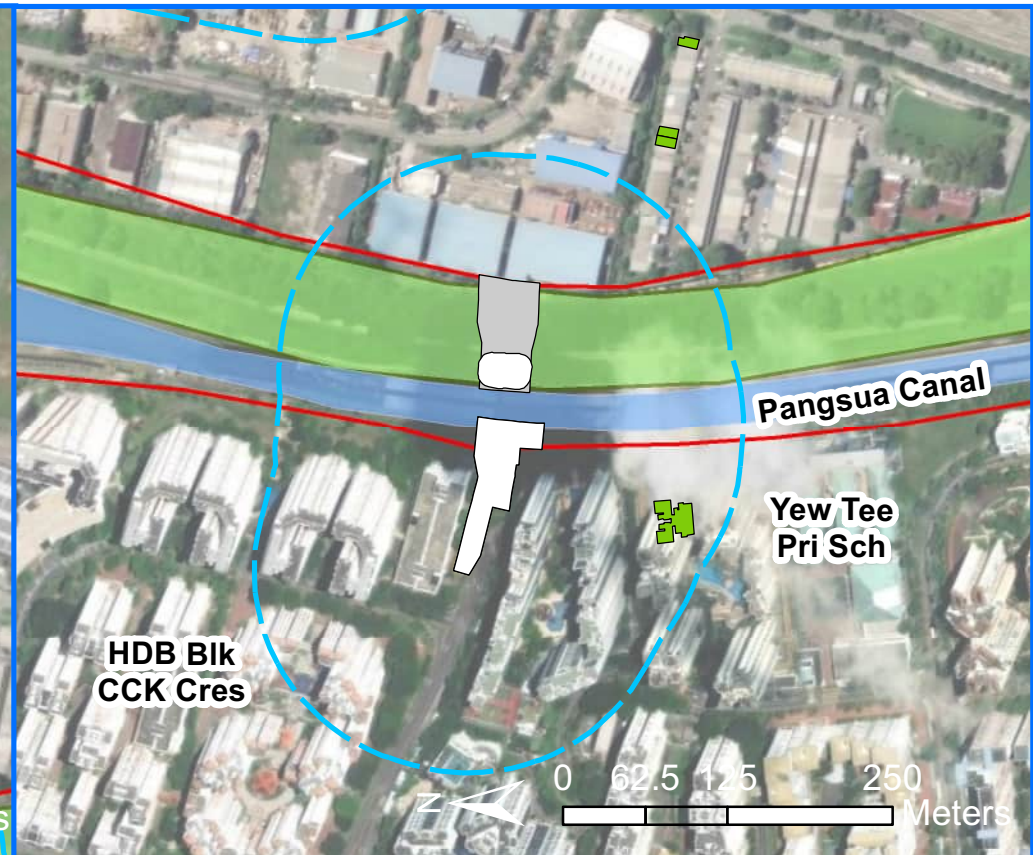 Pangsua Canal
Yew Tee
Pri Sch
HDB Blk
CCK Cres
0 62.5 125 250
Meters
N
s